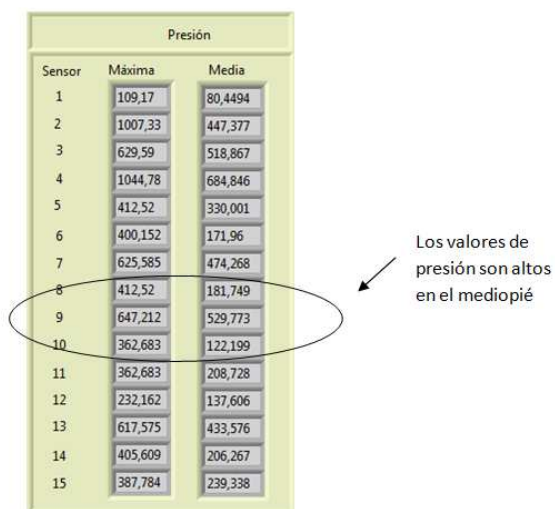 Presión
Sensor Máxima Media
1 109,17 80,4494
2 1007,33 447,377
3 629,59 518,867
4 1044,78 684,846
5 412,52 330,001
6 400,152 171,96
7 625,585 474,268
8 412,52 181,749
9 647,212 529,773
10 362,683 122,199
11 362,683 208,728
12 232,162 137,606
13 617,575 433,576
14 405,609 206,267
15 387,784 239,338
Los valores de
presión son altos
en el mediopié